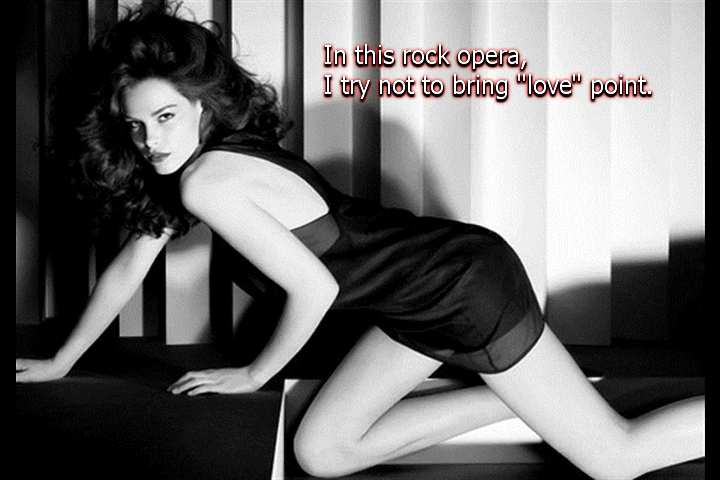 In this rock opera,
I try not to bring "love" point.